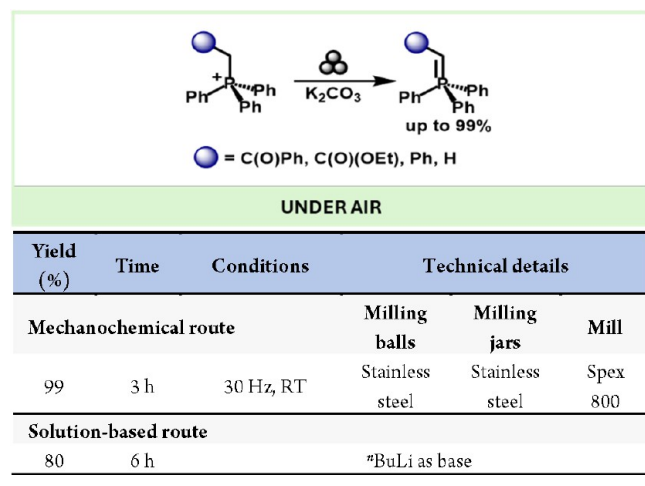 +
Ph P Ph
Ph
K₂CO₃
Ph P Ph
Ph
up to 99%
= C(O)Ph, C(O)(OEt), Ph, H
UNDER AIR
Yield (%) Time Conditions Technical details
Mechanochemical route Milling balls Milling jars Mill
99 3 h 30 Hz, RT Stainless steel Stainless steel Spex 800
Solution-based route
80 6 h ⁿBuLi as base